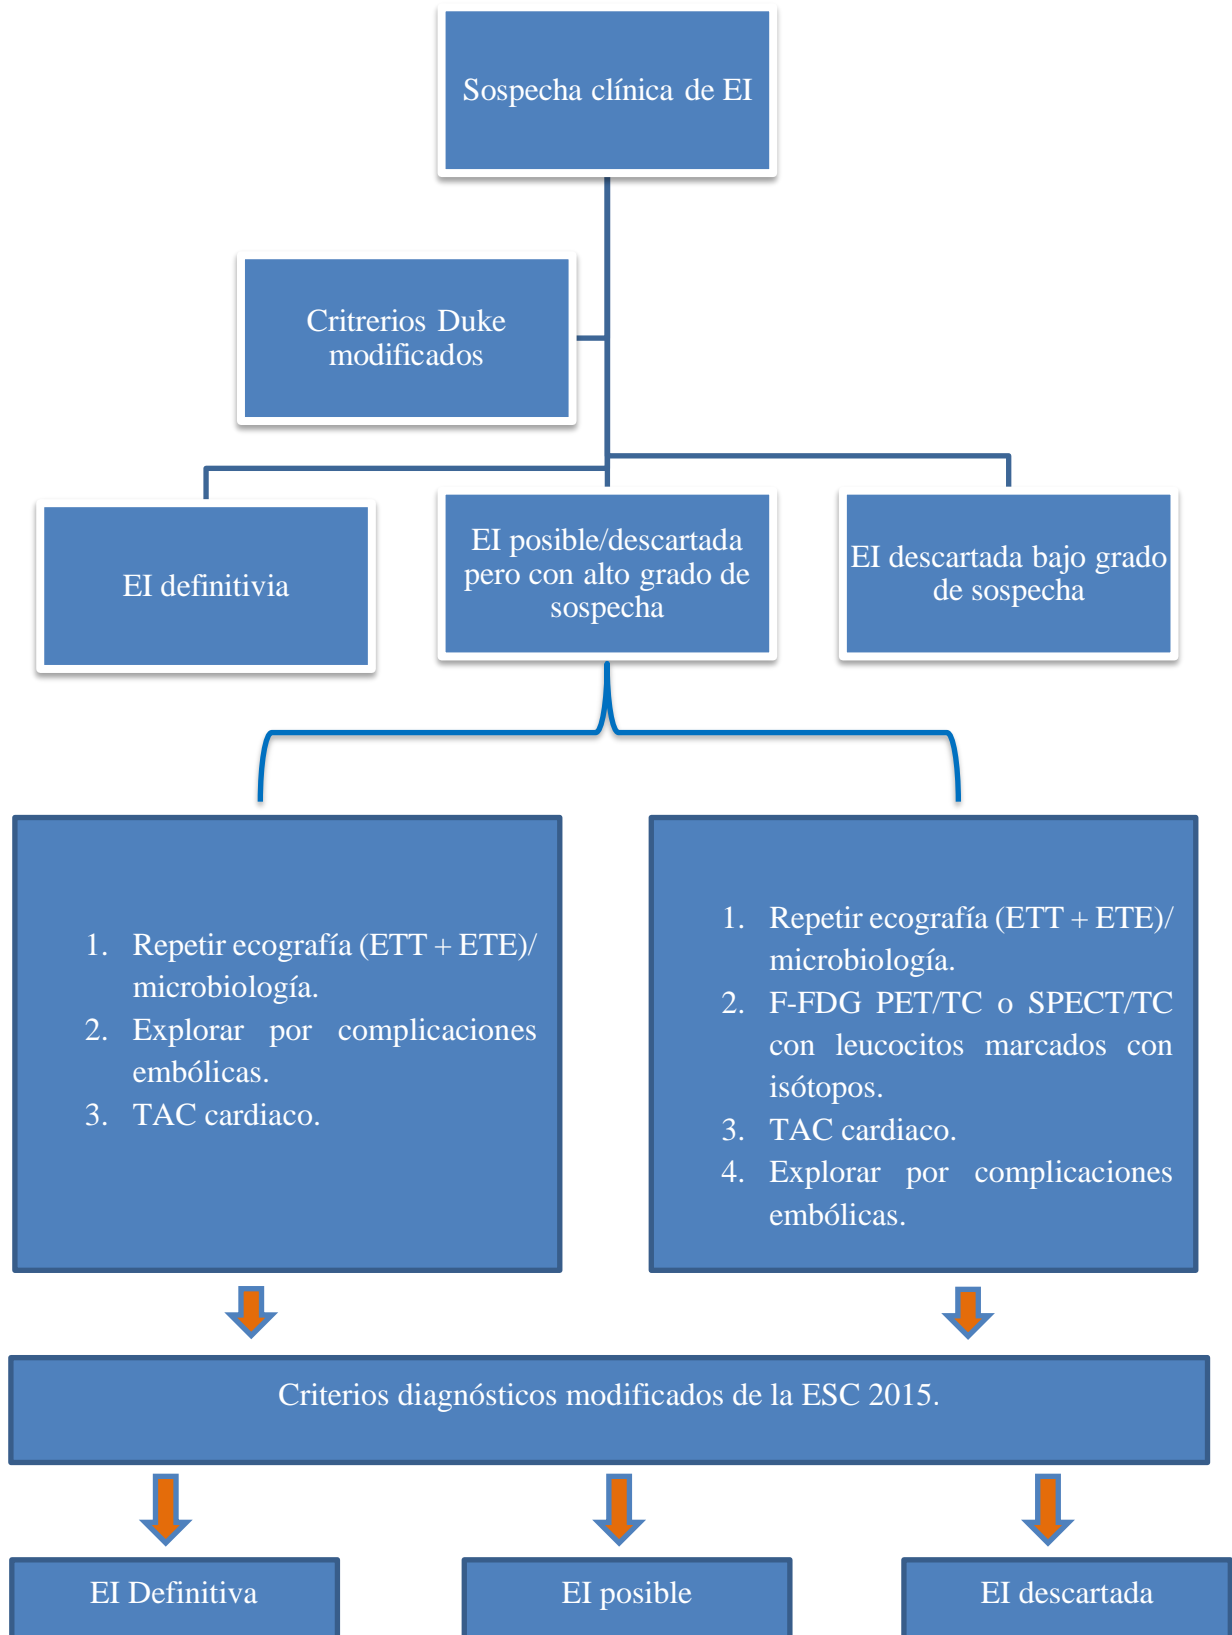 Sospecha clínica de EI
Critrerios Duke
modificados
EI definitivia
EI posible/descartada
pero con alto grado de
sospecha
EI descartada bajo grado
de sospecha
1. Repetir ecografía (ETT + ETE)/
microbiología.
2. Explorar por complicaciones
embólicas.
3. TAC cardiaco.
1. Repetir ecografía (ETT + ETE)/
microbiología.
2. F-FDG PET/TC o SPECT/TC
con leucocitos marcados con
isótopos.
3. TAC cardiaco.
4. Explorar por complicaciones
embólicas.
Criterios diagnósticos modificados de la ESC 2015.
EI Definitiva
EI posible
EI descartada